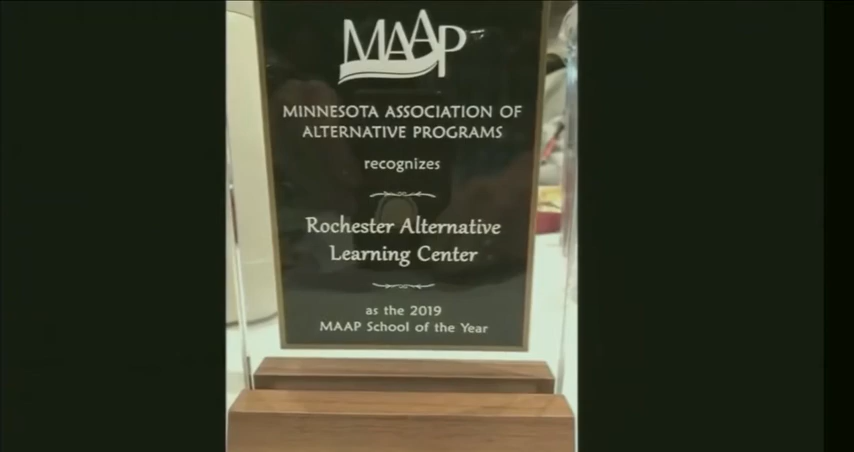 MAAP
MINNESOTA ASSOCIATION OF
ALTERNATIVE PROGRAMS
recognizes
Rochester Alternative
Learning Center
as the 2019
MAAP School of the Year